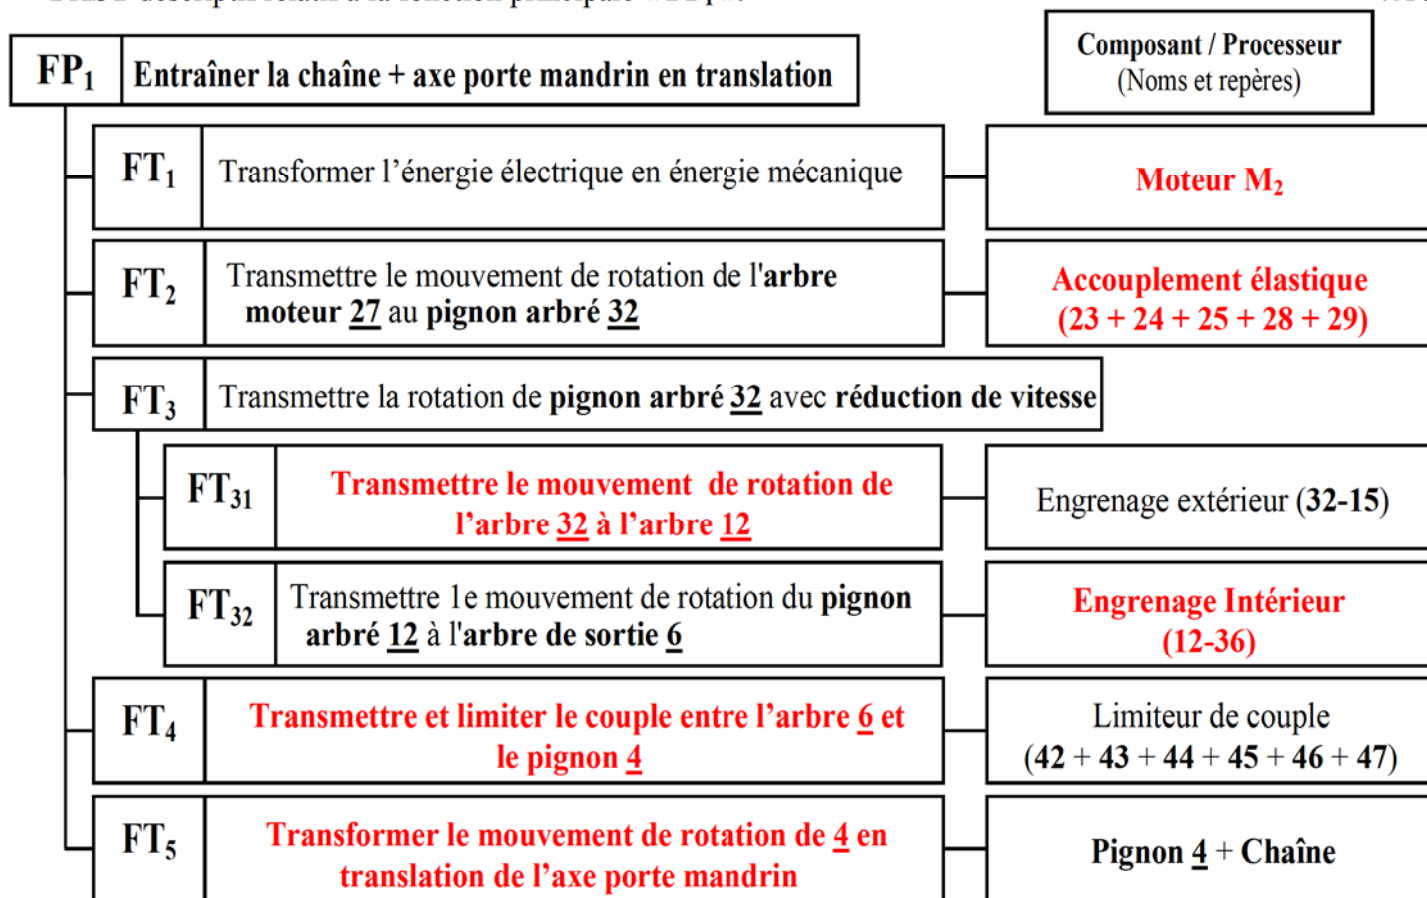 Composant / Processeur
(Noms et repères)
FP1 Entraîner la chaîne + axe porte mandrin en translation
FT1 Transformer l’énergie électrique en énergie mécanique
Moteur M2
FT2 Transmettre le mouvement de rotation de l'arbre
moteur 27 au pignon arbré 32
Accouplement élastique
(23 + 24 + 25 + 28 + 29)
FT3 Transmettre la rotation de pignon arbré 32 avec réduction de vitesse
FT31 Transmettre le mouvement de rotation de
l’arbre 32 à l’arbre 12
Engrenage extérieur (32-15)
FT32 Transmettre 1e mouvement de rotation du pignon
arbré 12 à l'arbre de sortie 6
Engrenage Intérieur
(12-36)
FT4 Transmettre et limiter le couple entre l’arbre 6 et
le pignon 4
Limiteur de couple
(42 + 43 + 44 + 45 + 46 + 47)
FT5 Transformer le mouvement de rotation de 4 en
translation de l’axe porte mandrin
Pignon 4 + Chaîne